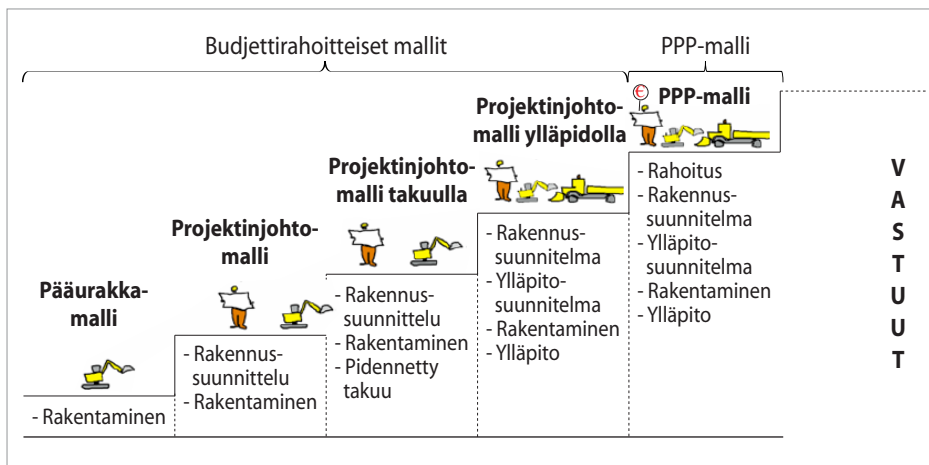 Budjettirahoitteiset mallit
PPP-malli
Pääurakka-
malli
- Rakentaminen
Projektinjohto-
malli
- Rakennus-
suunnittelu
- Rakentaminen
Projektinjohto-
malli takuulla
- Rakennus-
suunnittelu
- Rakentaminen
- Pidennetty
takuu
Projektinjohto-
malli ylläpidolla
- Rakennus-
suunnitelma
- Ylläpito-
suunnitelma
- Rakentaminen
- Ylläpito
€
PPP-malli
- Rahoitus
- Rakennus-
suunnitelma
- Ylläpito-
suunnitelma
- Rakentaminen
- Ylläpito
V
A
S
T
U
U
T